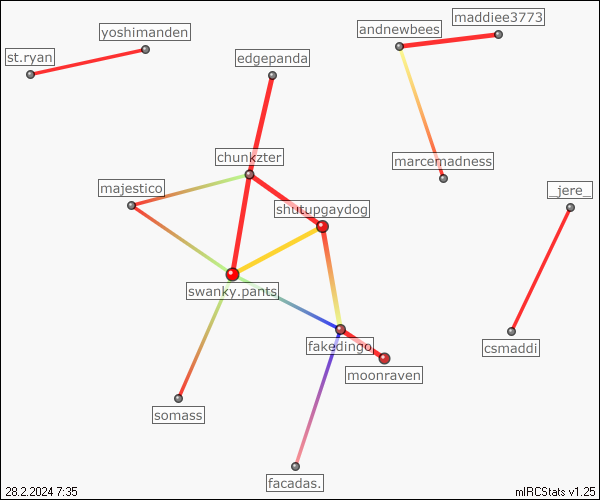 maddiee3773
andnewbees
yoshimanden
st.ryan
edgepanda
chunkzter
marcemadness
majestico
_jere_
shutupgaydog
swanky.pants
fakedingo
csmaddi
moonraven
somass
facadas.
28.2.2024 7:35
mIRCStats v1.25